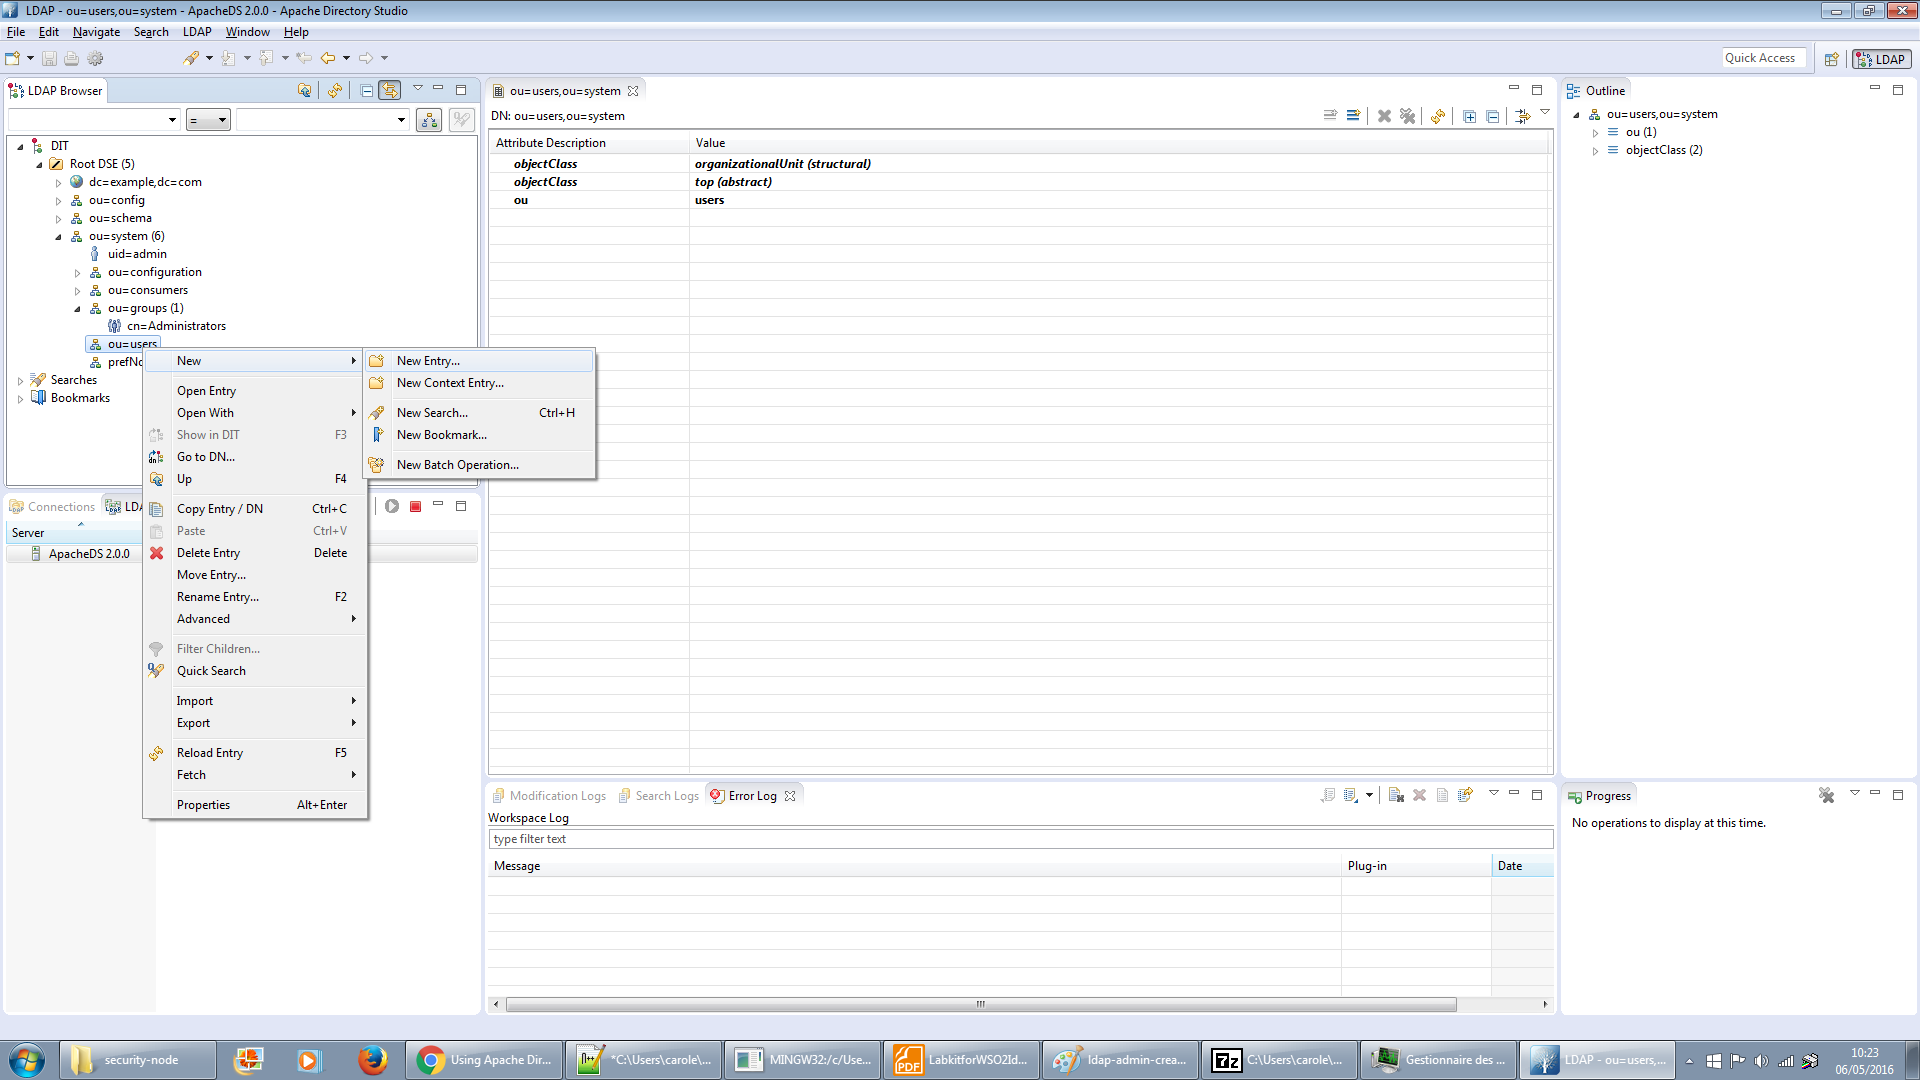 LDAP - ou=users,ou=system - ApacheDS 2.0.0 - Apache Directory Studio
File Edit Navigate Search LDAP Window Help
Quick Access
LDAP
LDAP Browser
=
DIT
Root DSE (5)
dc=example,dc=com
ou=config
ou=schema
ou=system (6)
uid=admin
ou=configuration
ou=consumers
ou=groups (1)
cn=Administrators
ou=users
prefNo
Searches
Bookmarks
New
Open Entry
Open With
Show in DIT F3
Go to DN...
Up F4
Copy Entry / DN Ctrl+C
Paste Ctrl+V
Delete Entry Delete
Move Entry...
Rename Entry... F2
Advanced
Filter Children...
Quick Search
Import
Export
Reload Entry F5
Fetch
Properties Alt+Enter
New Entry...
New Context Entry...
New Search... Ctrl+H
New Bookmark...
New Batch Operation...
Connections LDA
Server
ApacheDS 2.0.0
ou=users,ou=system
DN: ou=users,ou=system
Attribute Description Value
objectClass organizationalUnit (structural)
objectClass top (abstract)
ou users
Outline
ou=users,ou=system
ou (1)
objectClass (2)
Modification Logs Search Logs Error Log
Workspace Log
type filter text
Message Plug-in Date
Progress
No operations to display at this time.
security-node
Using Apache Dir...
*C:\Users\carole\...
MINGW32:/c/Use...
LabkitforWSO2Id...
ldap-admin-crea...
C:\Users\carole\...
Gestionnaire des ...
LDAP - ou=users,...
10:23
06/05/2016